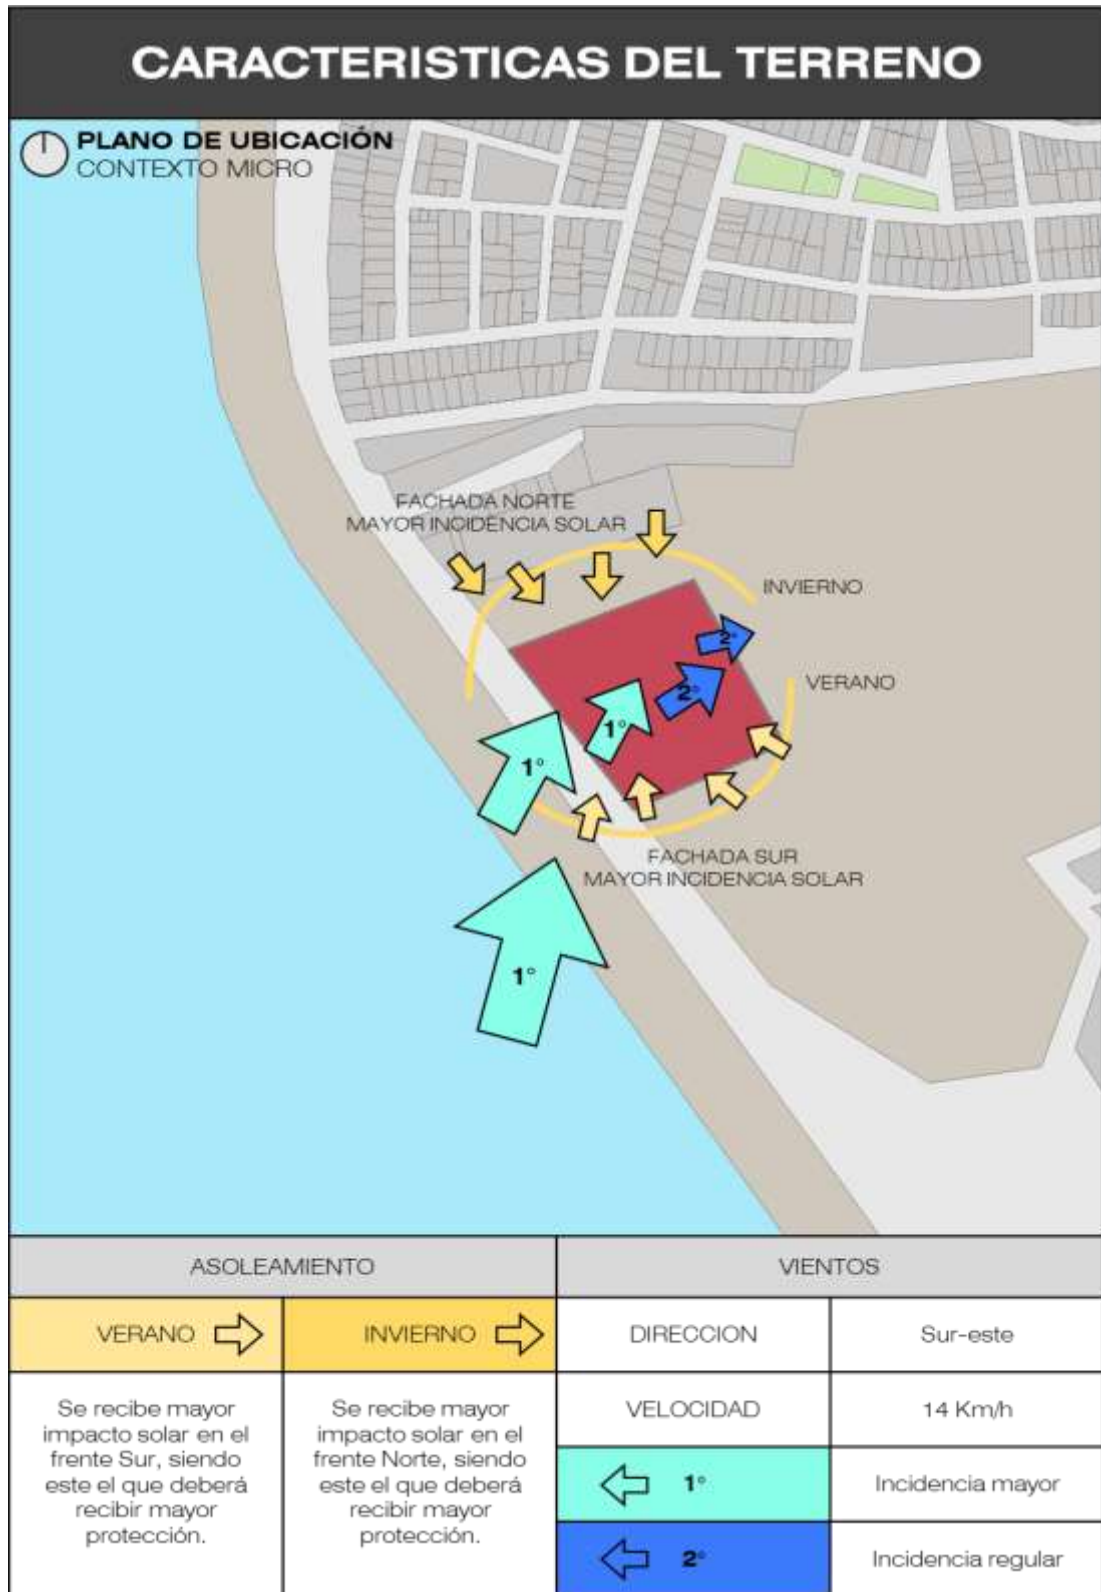 CARACTERISTICAS DEL TERRENO
PLANO DE UBICACIÓN
CONTEXTO MICRO
FACHADA NORTE
MAYOR INCIDENCIA SOLAR
INVIERNO
2°
VERANO
2°
1°
1°
FACHADA SUR
MAYOR INCIDENCIA SOLAR
1°
ASOLEAMIENTO
VIENTOS
VERANO
INVIERNO
DIRECCION
Sur-este
Se recibe mayor
impacto solar en el
frente Sur, siendo
este el que deberá
recibir mayor
protección.
Se recibe mayor
impacto solar en el
frente Norte, siendo
este el que deberá
recibir mayor
protección.
VELOCIDAD
14 Km/h
1°
Incidencia mayor
2°
Incidencia regular